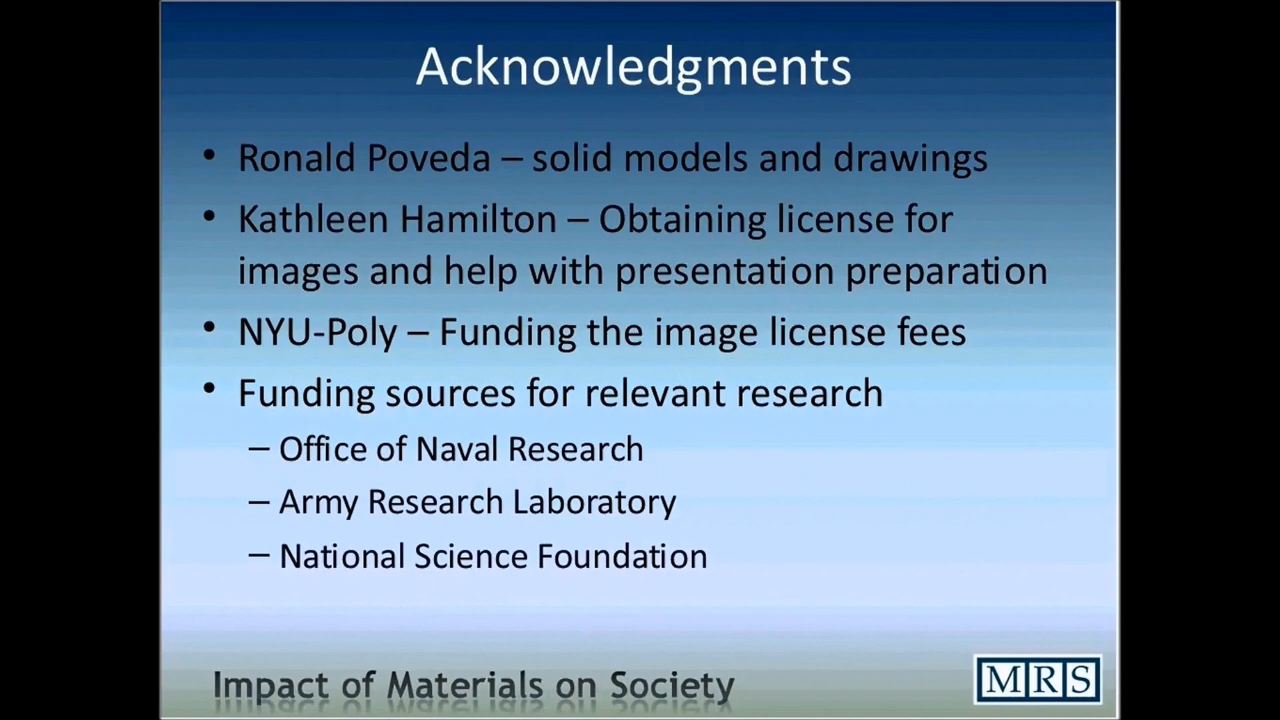 Acknowledgments
• Ronald Poveda – solid models and drawings
• Kathleen Hamilton – Obtaining license for
images and help with presentation preparation
• NYU-Poly – Funding the image license fees
• Funding sources for relevant research
– Office of Naval Research
– Army Research Laboratory
– National Science Foundation
Impact of Materials on Society
MRS